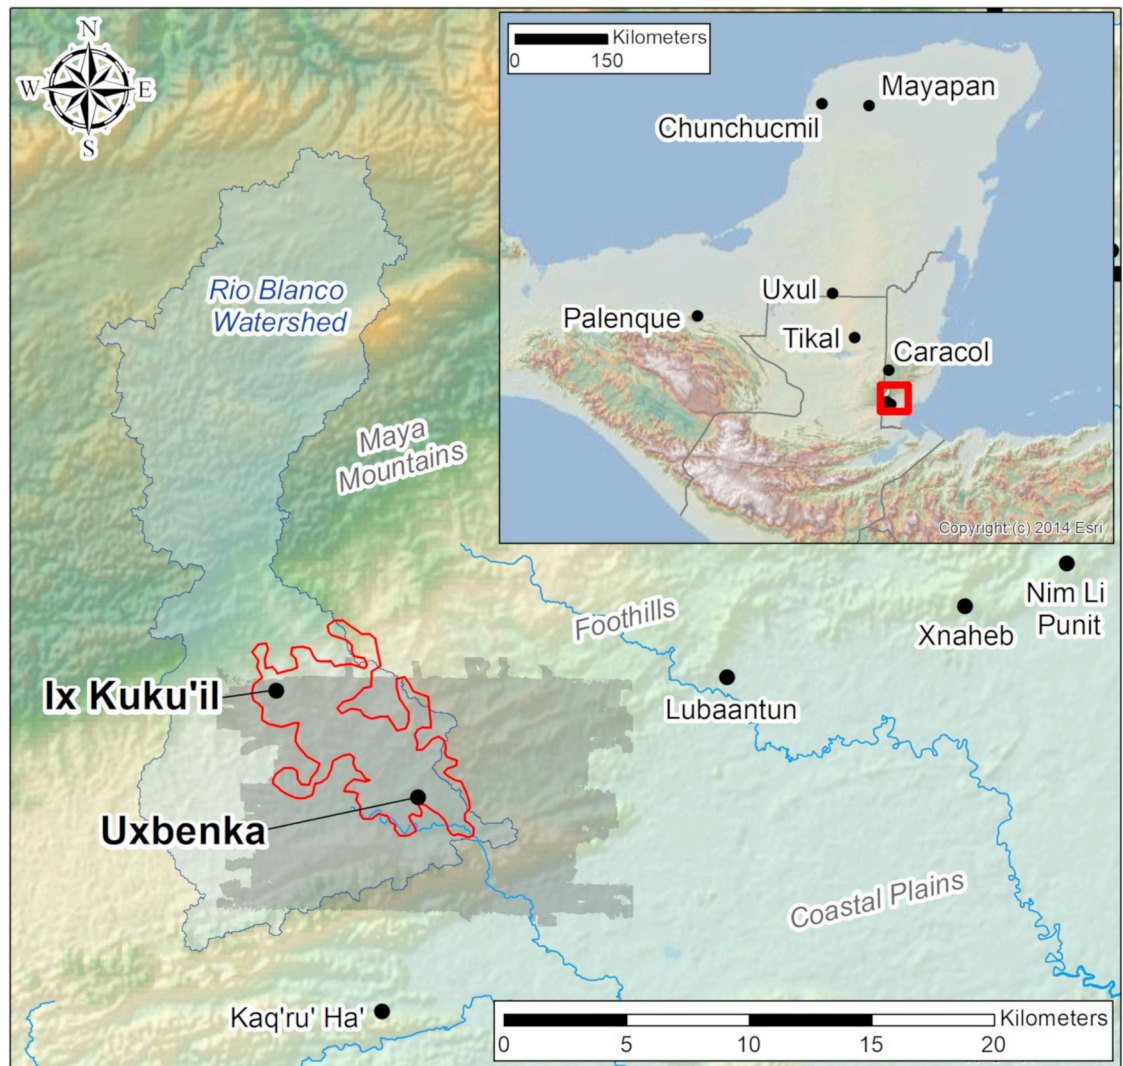 N
W
E
S
Kilometers
0
150
Mayapan
Chunchucmil
Uxul
Palenque
Tikal
Caracol
Copyright:(c) 2014 Esri
Rio Blanco
Watershed
Maya
Mountains
Foothills
Nim Li
Punit
Xnaheb
Lubaantun
Ix Kuku'il
Uxbenka
Coastal Plains
Kaq'ru' Ha'
Kilometers
0
5
10
15
20